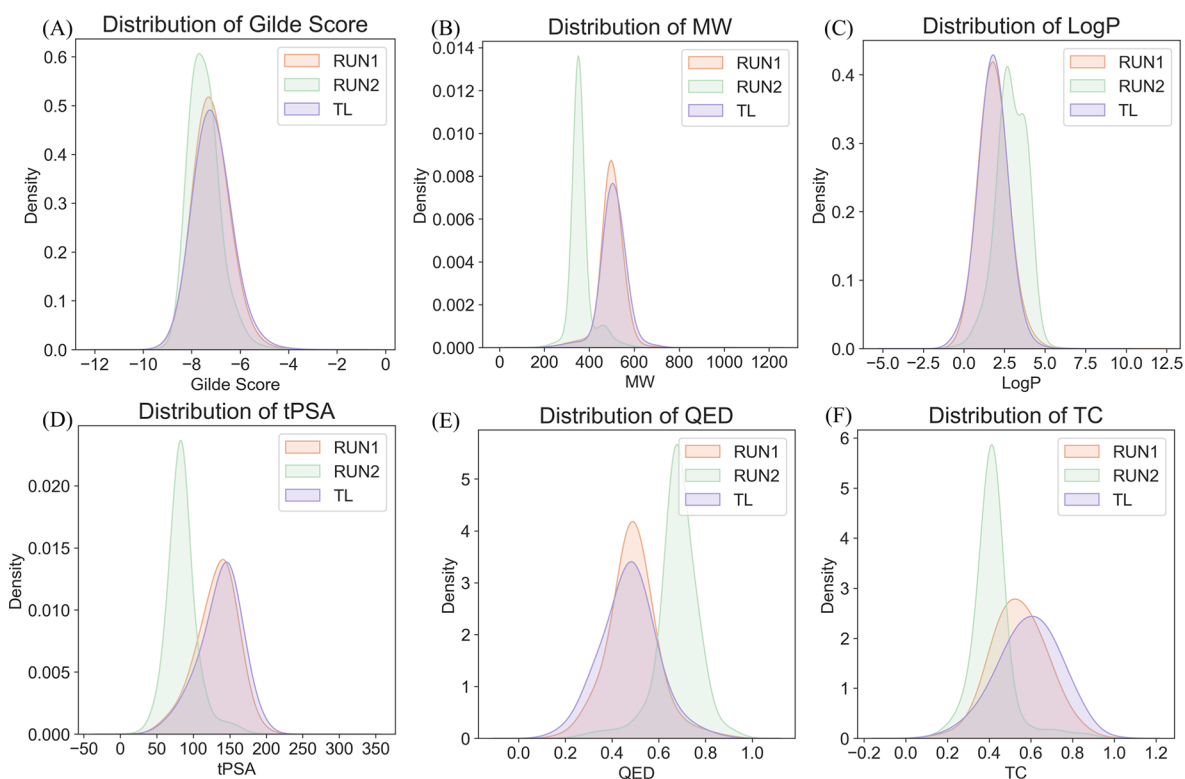 (A) Distribution of Gilde Score
0.6
0.5
0.4
0.3
0.2
0.1
0.0
Density
RUN1
RUN2
TL
−12 −10 −8 −6 −4 −2 0
Gilde Score
(B) Distribution of MW
0.014
0.012
0.010
0.008
0.006
0.004
0.002
0.000
Density
RUN1
RUN2
TL
0 200 400 600 800 1000 1200
MW
(C) Distribution of LogP
0.4
0.3
0.2
0.1
0.0
Density
RUN1
RUN2
TL
−5.0 −2.5 0.0 2.5 5.0 7.5 10.0 12.5
LogP
(D) Distribution of tPSA
0.020
0.015
0.010
0.005
0.000
Density
RUN1
RUN2
TL
−50 0 50 100 150 200 250 300 350
tPSA
(E) Distribution of QED
5
4
3
2
1
0
Density
RUN1
RUN2
TL
0.0 0.2 0.4 0.6 0.8 1.0
QED
(F) Distribution of TC
6
5
4
3
2
1
0
Density
RUN1
RUN2
TL
−0.2 0.0 0.2 0.4 0.6 0.8 1.0 1.2
TC